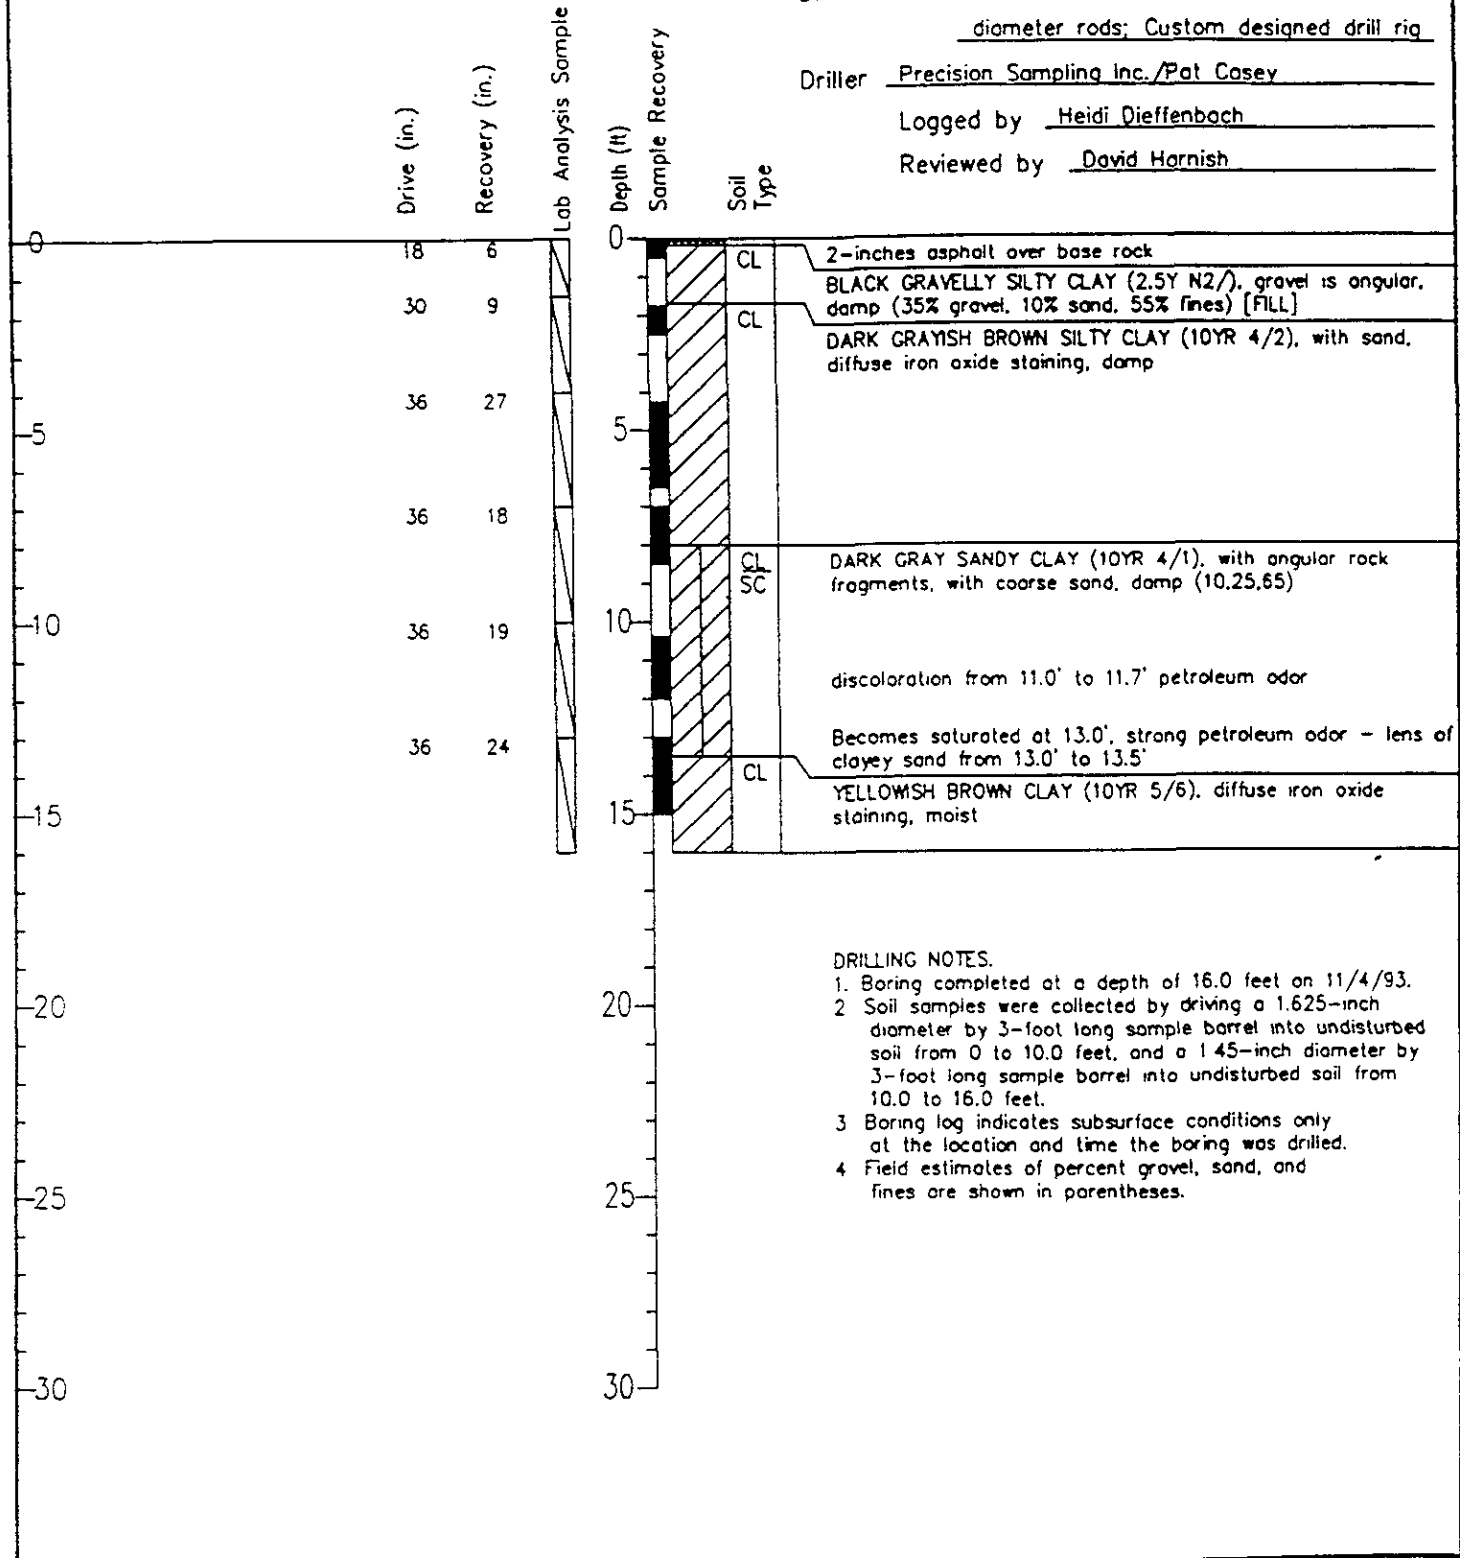 diameter rods; Custom designed drill rig
Driller Precision Sampling Inc./Pat Casey
Logged by Heidi Dieffenbach
Reviewed by David Harnish
Drive (in.)
Recovery (in.)
Lab Analysis Sample
Depth (ft)
Sample Recovery
Soil
Type
0
18 6
0
CL
2-inches asphalt over base rock
BLACK GRAVELLY SILTY CLAY (2.5Y N2/), gravel is angular,
damp (35% gravel, 10% sand, 55% fines) [FILL]
30 9
CL
DARK GRAYISH BROWN SILTY CLAY (10YR 4/2), with sand,
diffuse iron oxide staining, damp
36 27
5
5
36 18
CL
SC
DARK GRAY SANDY CLAY (10YR 4/1), with angular rock
fragments, with coarse sand, damp (10,25,65)
10
36 19
10
discoloration from 11.0' to 11.7' petroleum odor
36 24
Becomes saturated at 13.0', strong petroleum odor - lens of
clayey sand from 13.0' to 13.5'
CL
YELLOWISH BROWN CLAY (10YR 5/6), diffuse iron oxide
staining, moist
15
15
DRILLING NOTES.
1. Boring completed at a depth of 16.0 feet on 11/4/93.
2 Soil samples were collected by driving a 1.625-inch
diameter by 3-foot long sample barrel into undisturbed
soil from 0 to 10.0 feet, and a 1 45-inch diameter by
3-foot long sample barrel into undisturbed soil from
10.0 to 16.0 feet.
3 Boring log indicates subsurface conditions only
at the location and time the boring was drilled.
4 Field estimates of percent gravel, sand, and
fines are shown in parentheses.
20
20
25
25
30
30